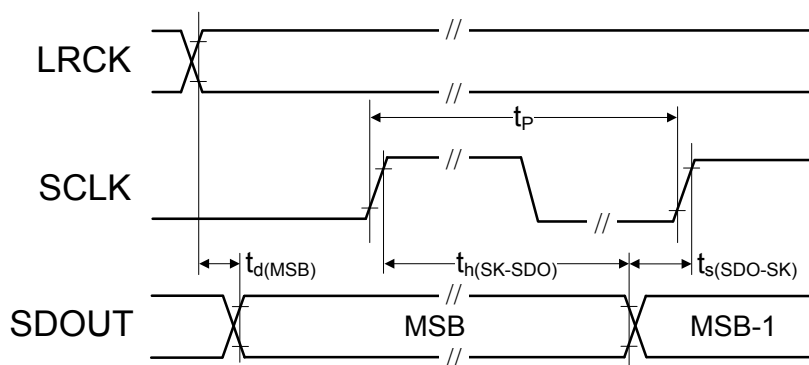 LRCK
//
//
tP
SCLK
//
//
td(MSB)
th(SK-SDO)
ts(SDO-SK)
SDOUT
//
MSB
MSB-1
//